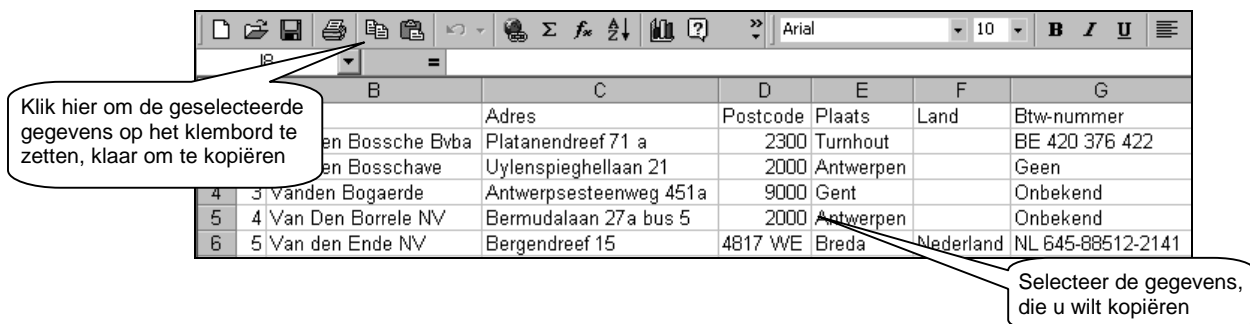 Arial 10 B I U
I8 =
B C D E F G
Klik hier om de geselecteerde
gegevens op het klembord te
zetten, klaar om te kopiëren
Adres Postcode Plaats Land Btw-nummer
en Bossche Bvba Platanendreef 71 a 2300 Turnhout BE 420 376 422
en Bosschave Uylenspieghellaan 21 2000 Antwerpen Geen
4 3 Vanden Bogaerde Antwerpsesteenweg 451a 9000 Gent Onbekend
5 4 Van Den Borrele NV Bermudalaan 27a bus 5 2000 Antwerpen Onbekend
6 5 Van den Ende NV Bergendreef 15 4817 WE Breda Nederland NL 645-88512-2141
Selecteer de gegevens,
die u wilt kopiëren